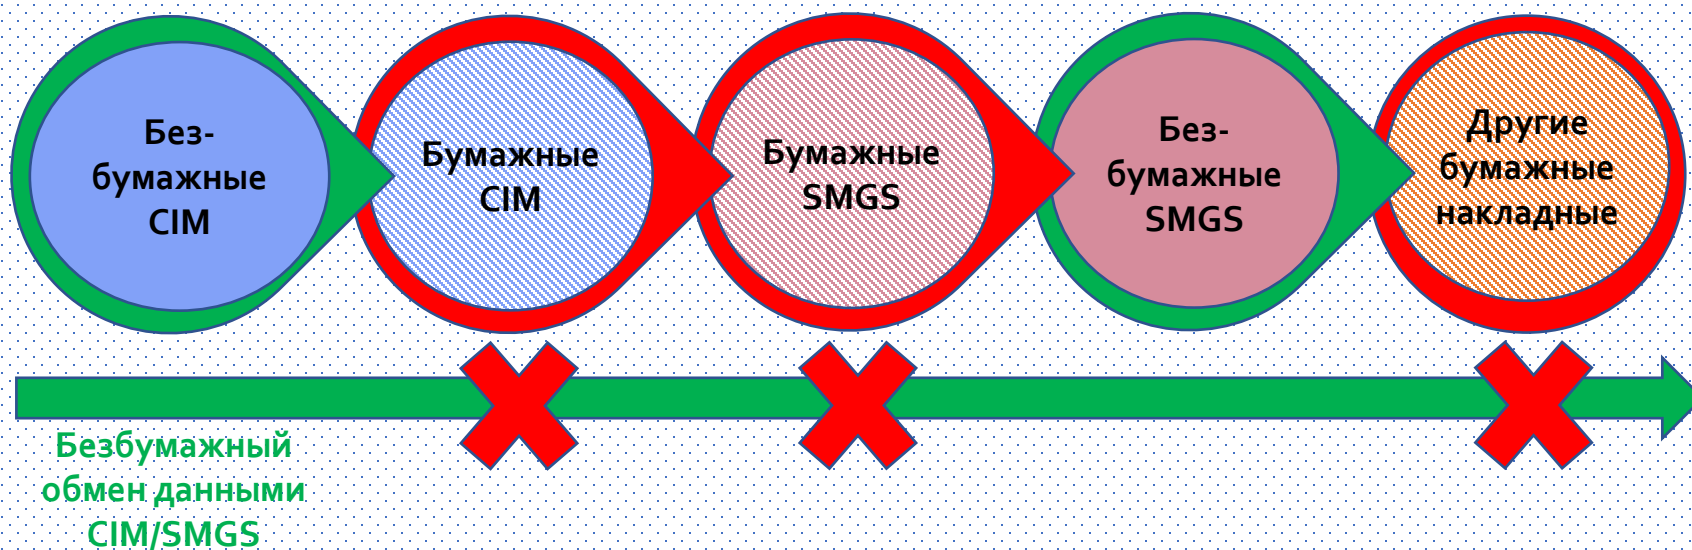 Без-
бумажные
CIM
Бумажные
CIM
Бумажные
SMGS
Без-
бумажные
SMGS
Другие
бумажные
накладные
Безбумажный
обмен данными
CIM/SMGS